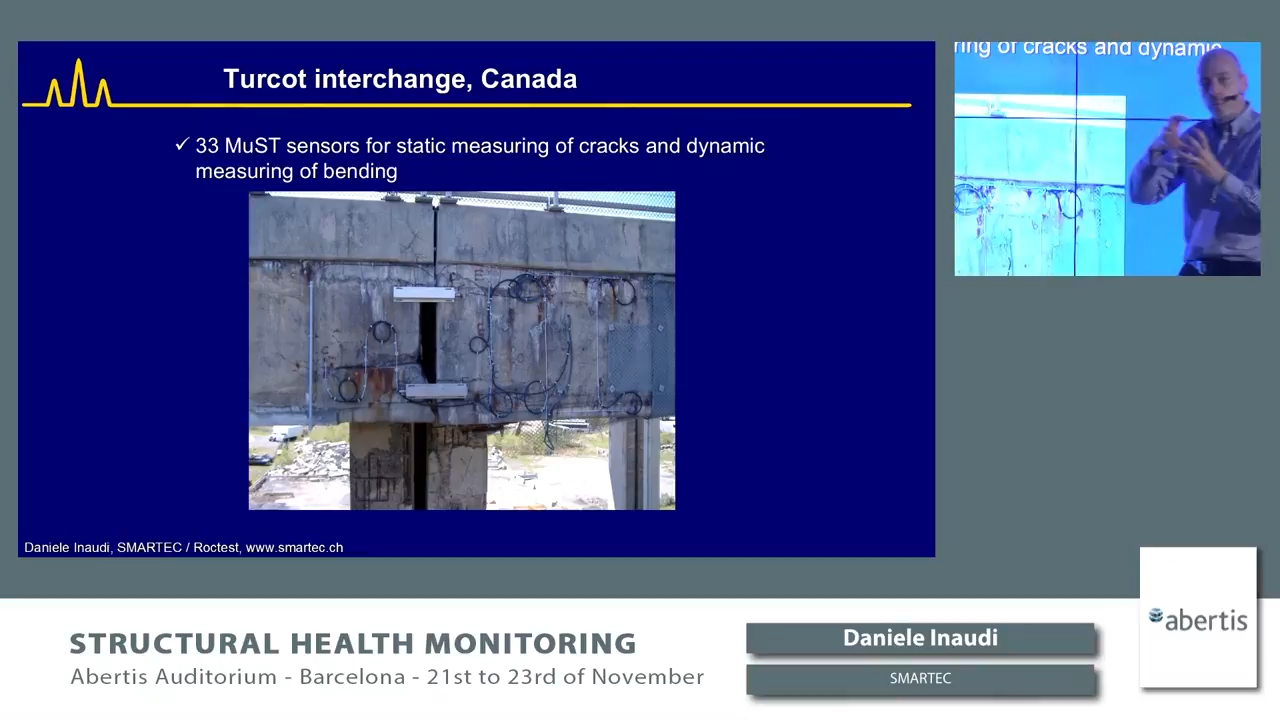 Turcot interchange, Canada
✓ 33 MuST sensors for static measuring of cracks and dynamic
measuring of bending
Daniele Inaudi, SMARTEC / Roctest, www.smartec.ch
ring of cracks and dynamic
STRUCTURAL HEALTH MONITORING
Abertis Auditorium - Barcelona - 21st to 23rd of November
Daniele Inaudi
SMARTEC
abertis